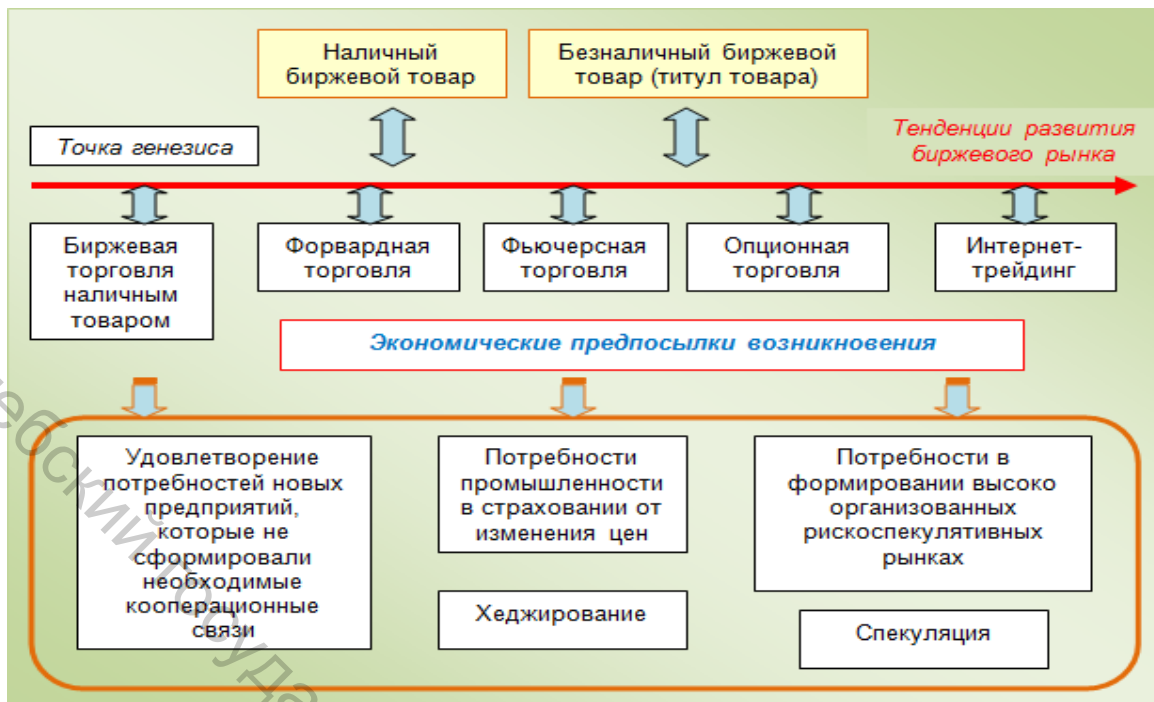 Наличный
биржевой товар
Безналичный биржевой
товар (титул товара)
Точка генезиса
Тенденции развития
биржевого рынка
Биржевая
торговля
наличным
товаром
Форвардная
торговля
Фьючерсная
торговля
Опционная
торговля
Интернет-
трейдинг
Экономические предпосылки возникновения
Удовлетворение
потребностей новых
предприятий,
которые не
сформировали
необходимые
кооперационные
связи
Потребности
промышленности
в страховании от
изменения цен
Хеджирование
Потребности в
формировании высоко
организованных
рискоспекулятивных
рынках
Спекуляция